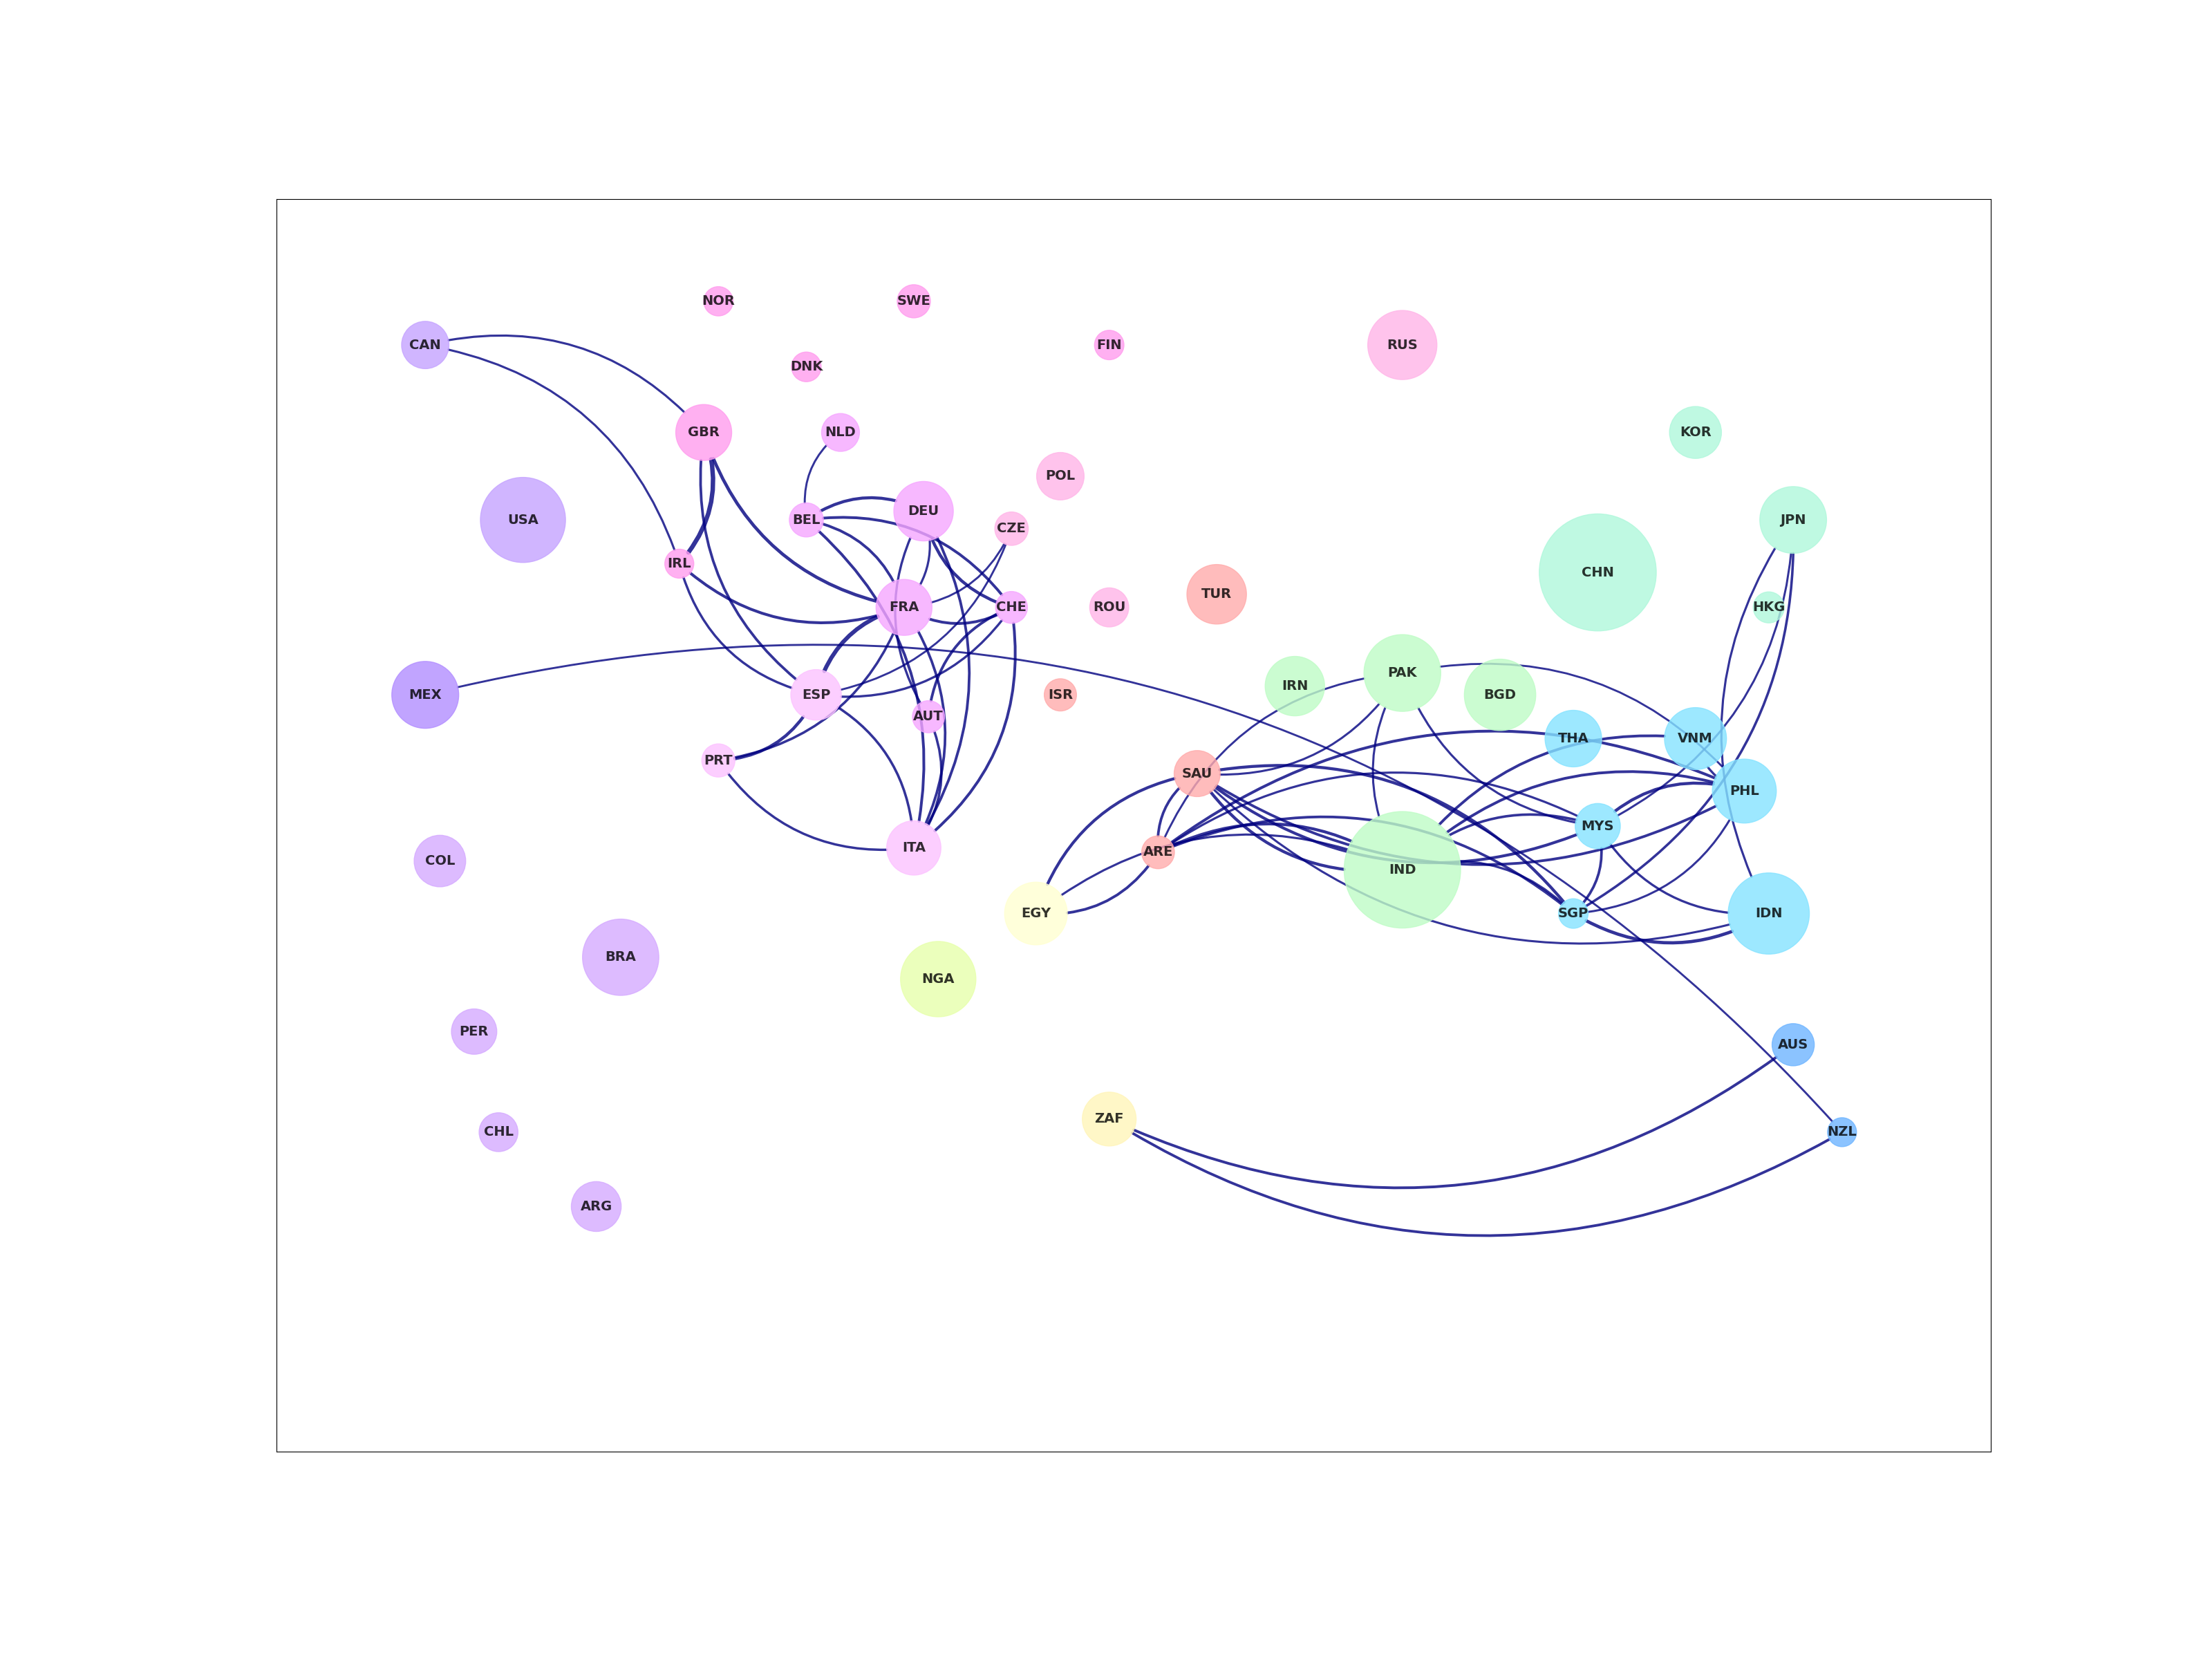 NOR
SWE
CAN
FIN
RUS
DNK
GBR
NLD
KOR
POL
USA
BEL
DEU
CZE
JPN
IRL
CHN
TUR
FRA
CHE
ROU
HKG
PAK
IRN
MEX
ESP
ISR
BGD
AUT
THA
VNM
PRT
SAU
PHL
MYS
ITA
ARE
COL
IND
EGY
SGP
IDN
BRA
NGA
PER
AUS
ZAF
CHL
NZL
ARG